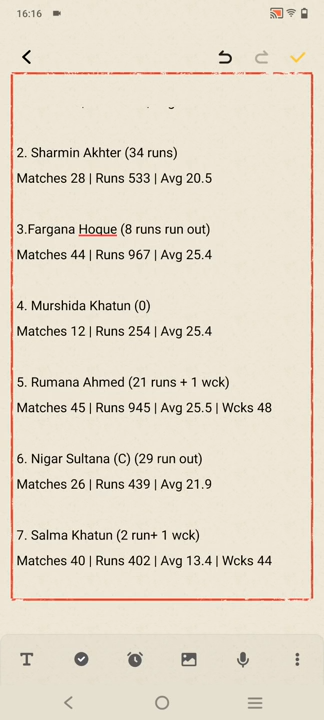 16:16
2. Sharmin Akhter (34 runs)
Matches 28 | Runs 533 | Avg 20.5
3.Fargana Hoque (8 runs run out)
Matches 44 | Runs 967 | Avg 25.4
4. Murshida Khatun (0)
Matches 12 | Runs 254 | Avg 25.4
5. Rumana Ahmed (21 runs + 1 wck)
Matches 45 | Runs 945 | Avg 25.5 | Wcks 48
6. Nigar Sultana (C) (29 run out)
Matches 26 | Runs 439 | Avg 21.9
7. Salma Khatun (2 run+ 1 wck)
Matches 40 | Runs 402 | Avg 13.4 | Wcks 44
T